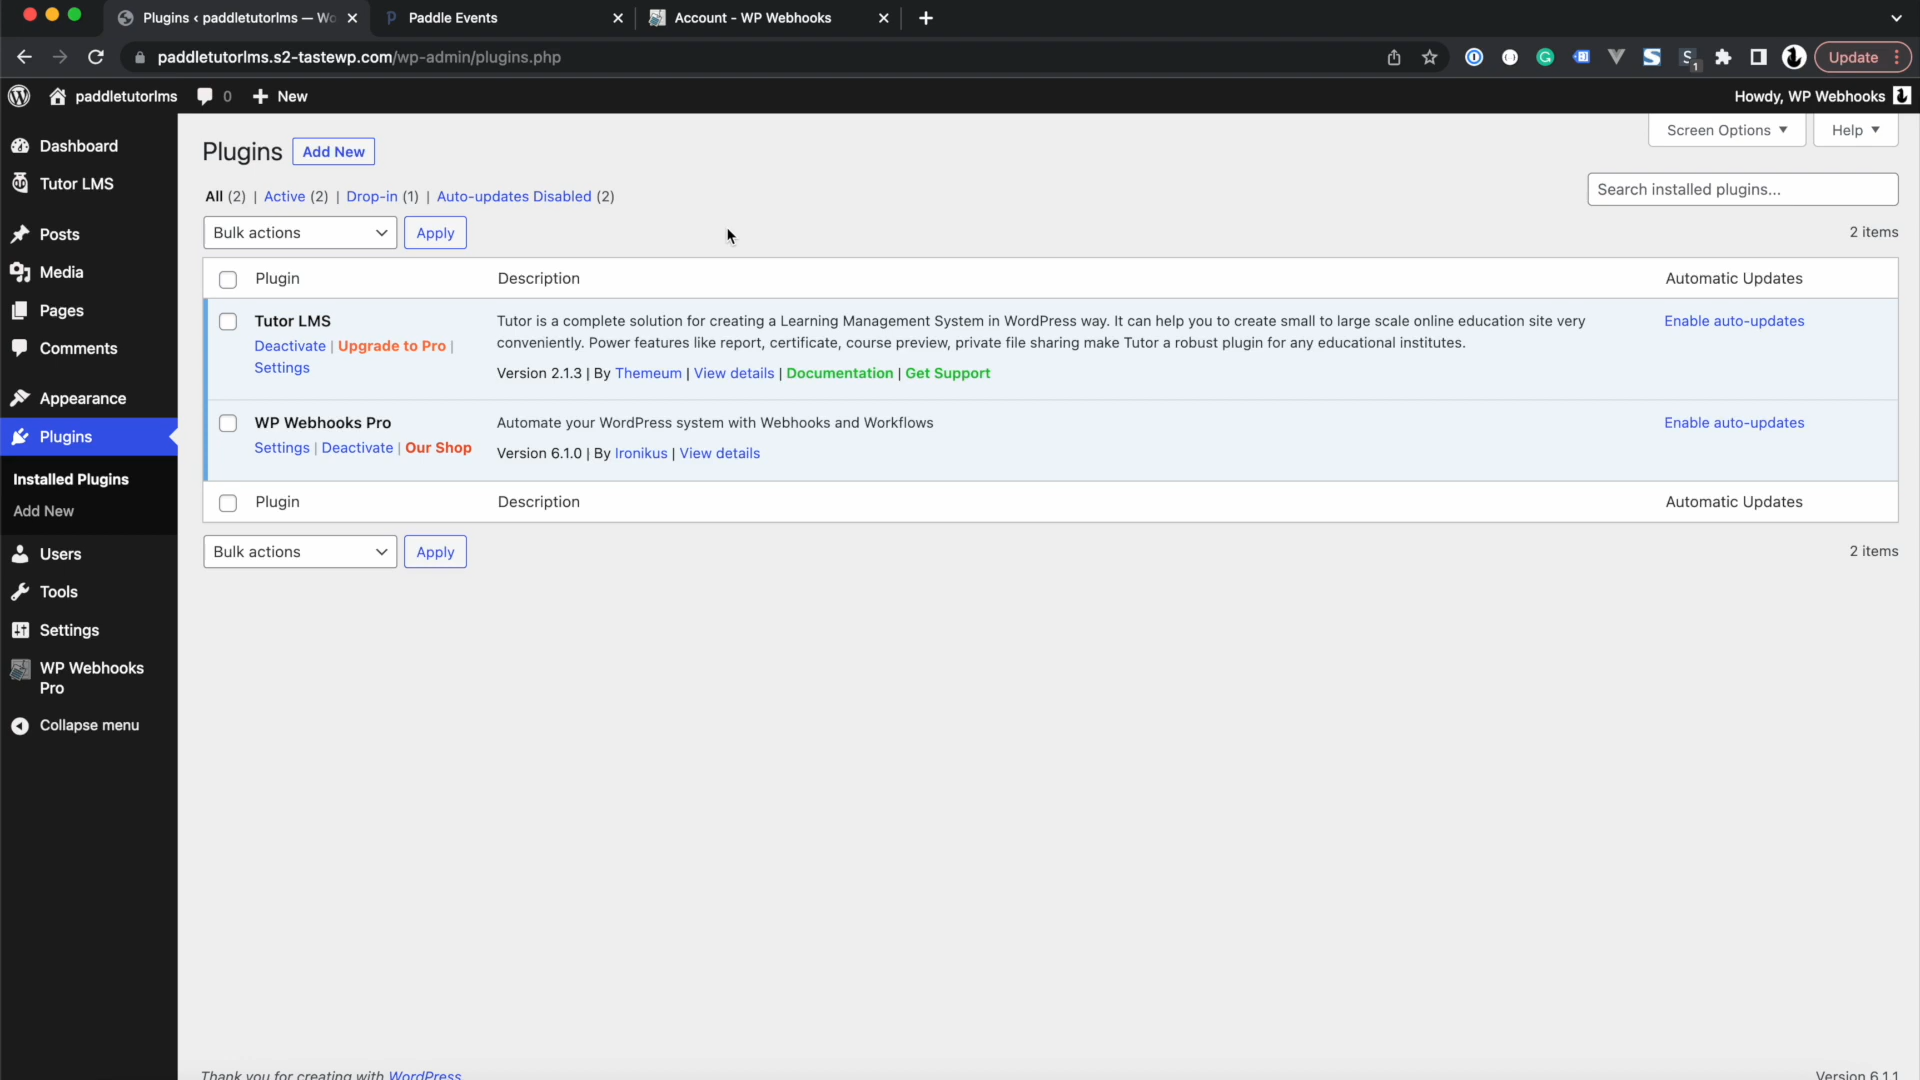 Plugins ‹ paddletutorlms — Wo
Paddle Events
Account - WP Webhooks
paddletutorlms.s2-tastewp.com/wp-admin/plugins.php
Update
paddletutorlms
0
New
Howdy, WP Webhooks
Dashboard
Tutor LMS
Posts
Media
Pages
Comments
Appearance
Plugins
Installed Plugins
Add New
Users
Tools
Settings
WP Webhooks
Pro
Collapse menu
Screen Options
Help
Plugins
Add New
All (2) | Active (2) | Drop-in (1) | Auto-updates Disabled (2)
Search installed plugins...
Bulk actions
Apply
2 items
Plugin
Description
Automatic Updates
Tutor LMS
Deactivate | Upgrade to Pro |
Settings
Tutor is a complete solution for creating a Learning Management System in WordPress way. It can help you to create small to large scale online education site very
conveniently. Power features like report, certificate, course preview, private file sharing make Tutor a robust plugin for any educational institutes.
Version 2.1.3 | By Themeum | View details | Documentation | Get Support
Enable auto-updates
WP Webhooks Pro
Settings | Deactivate | Our Shop
Automate your WordPress system with Webhooks and Workflows
Version 6.1.0 | By Ironikus | View details
Enable auto-updates
Plugin
Description
Automatic Updates
Bulk actions
Apply
2 items
Thank you for creating with WordPress
Version 6.1.1